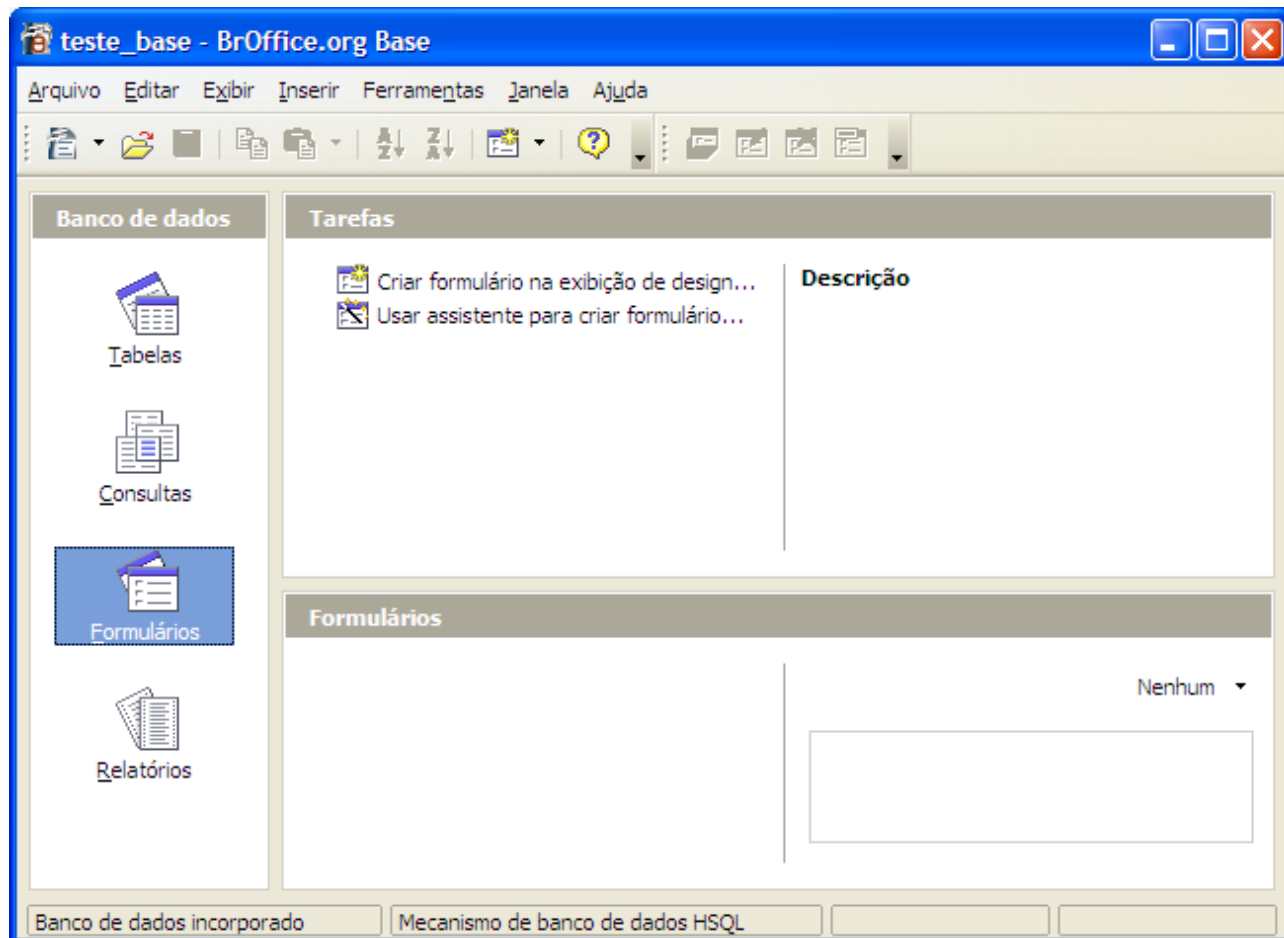 teste_base - BrOffice.org Base
Arquivo Editar Exibir Inserir Ferramentas Janela Ajuda
Banco de dados
Tabelas
Consultas
Formulários
Relatórios
Tarefas
Criar formulário na exibição de design...
Usar assistente para criar formulário...
Descrição
Formulários
Nenhum
Banco de dados incorporado
Mecanismo de banco de dados HSQL